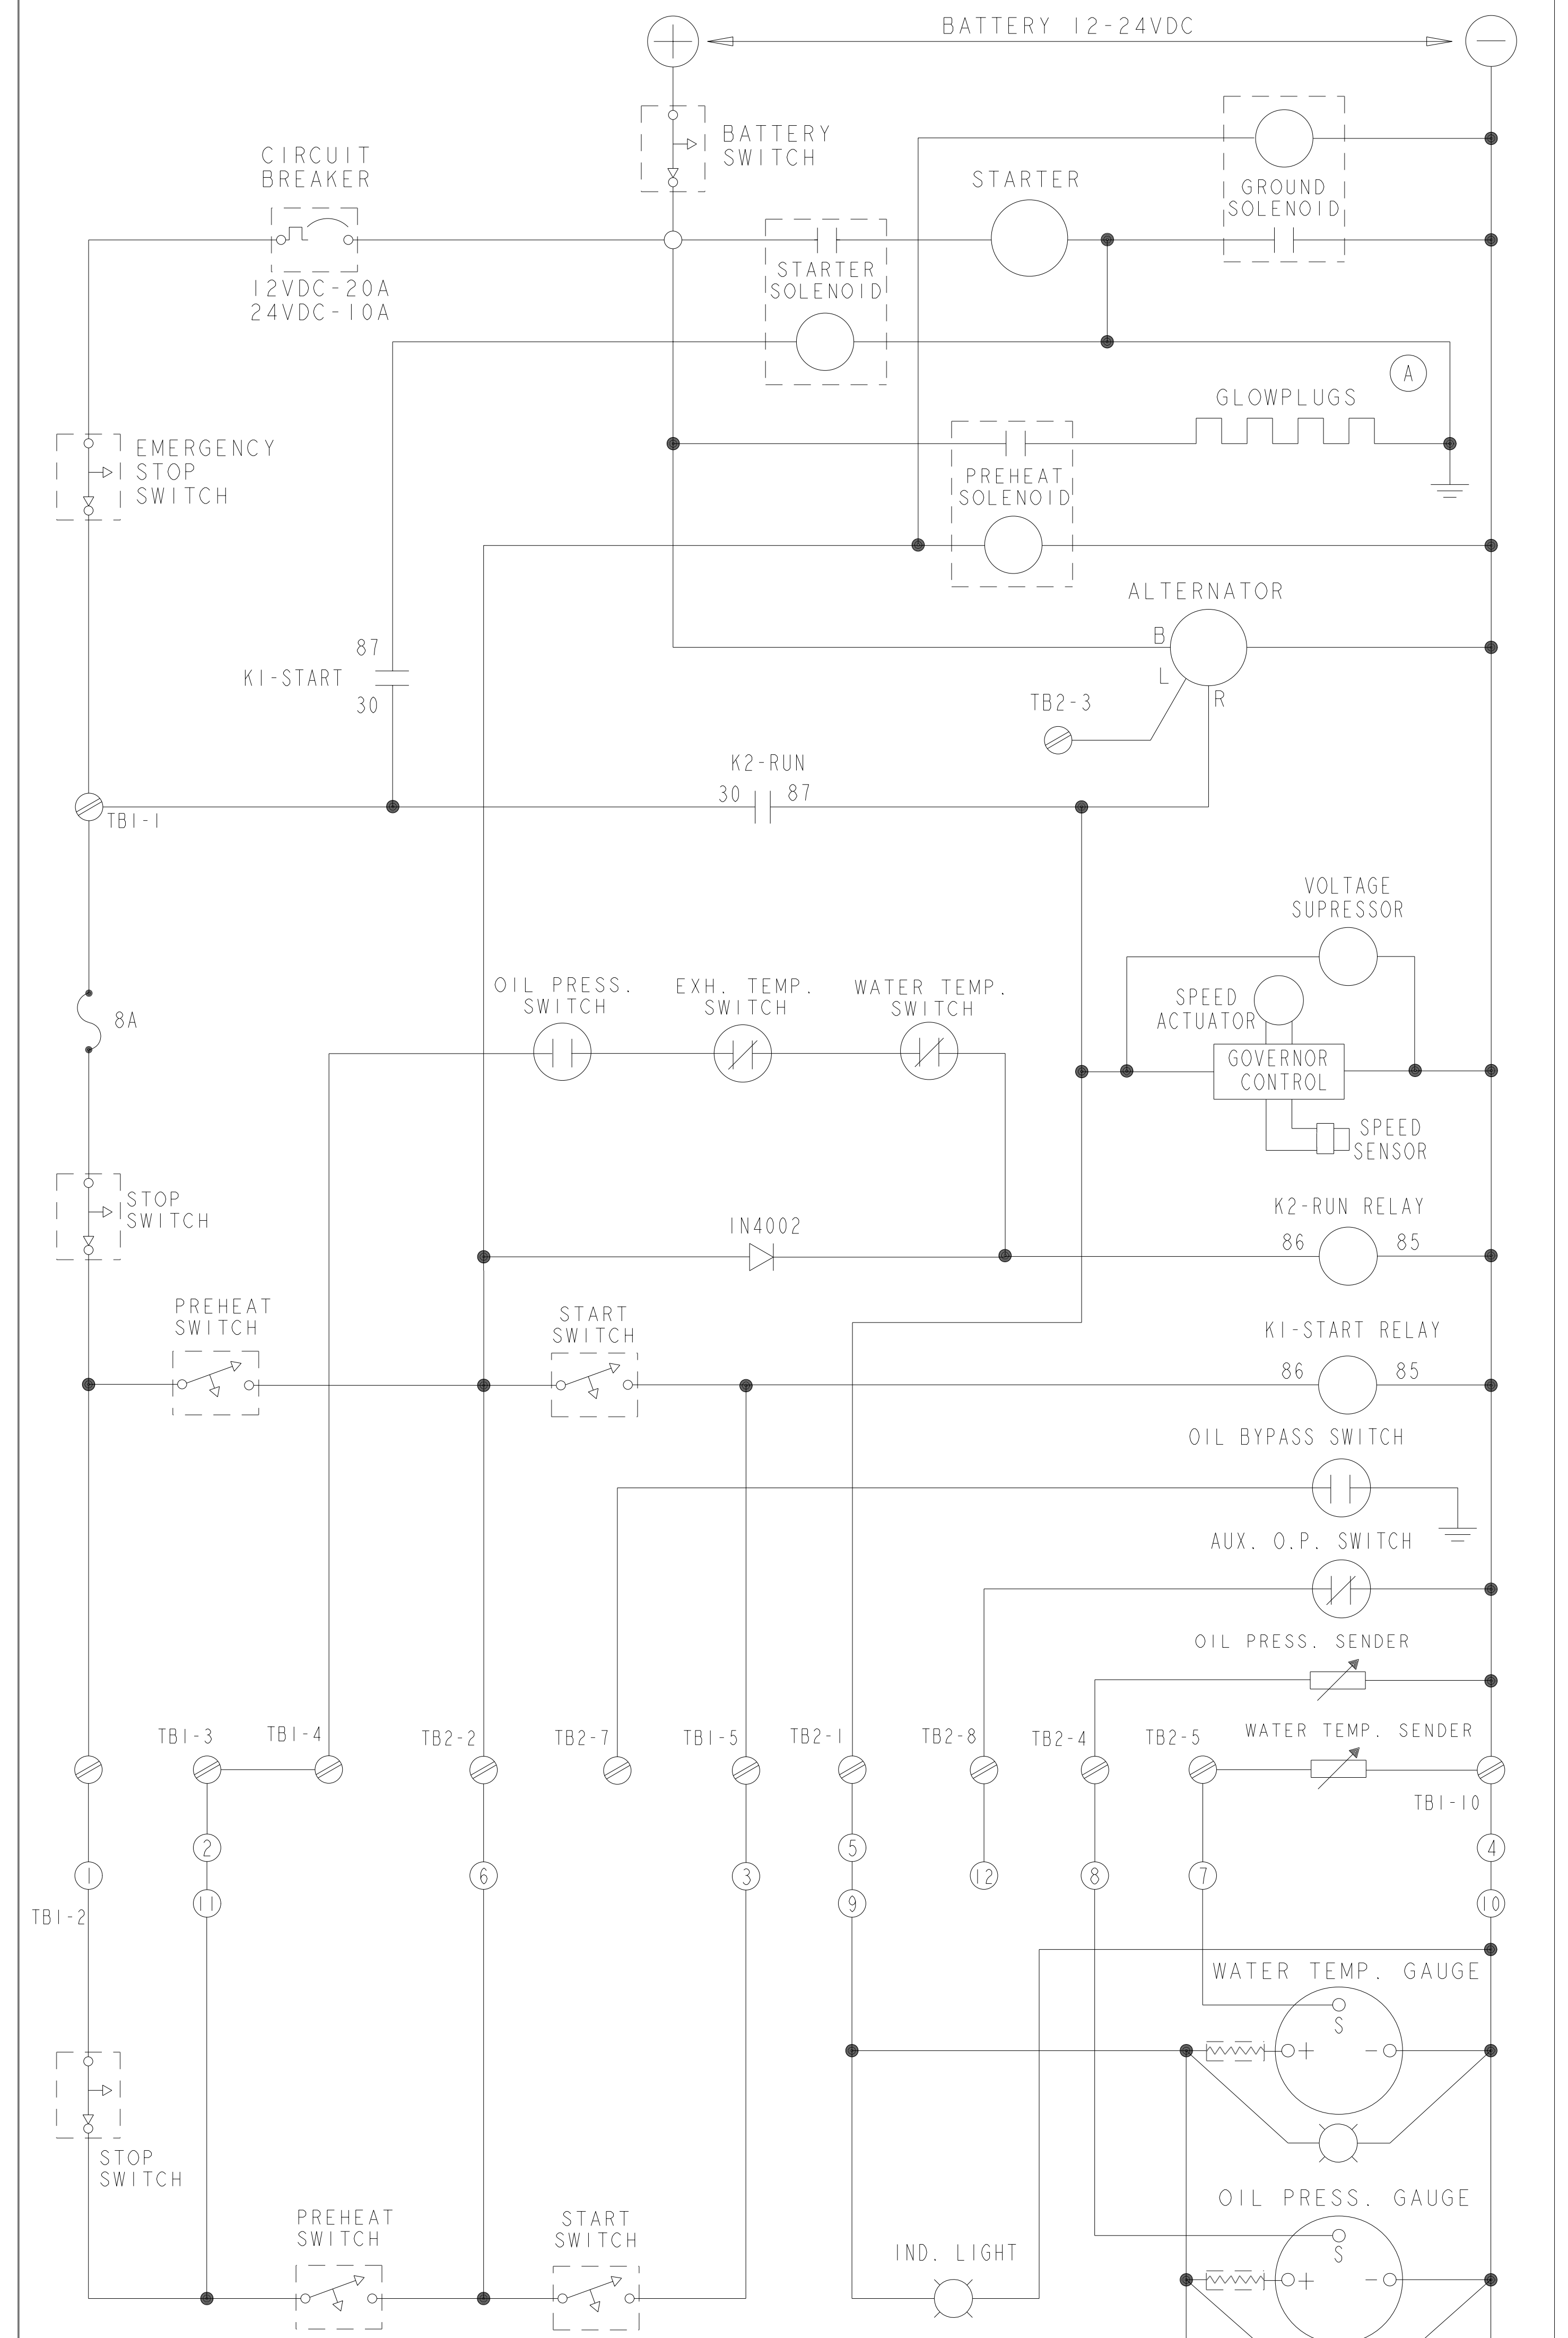 BATTERY 12-24VDC
BATTERY
SWITCH
CIRCUIT
BREAKER
12VDC-20A
24VDC-10A
STARTER
GROUND
SOLENOID
STARTER
SOLENOID
A
GLOWPLUGS
EMERGENCY
STOP
SWITCH
PREHEAT
SOLENOID
ALTERNATOR
B
L
R
TB2-3
87
K1-START
30
K2-RUN
30 87
TB1-1
VOLTAGE
SUPRESSOR
SPEED
ACTUATOR
GOVERNOR
CONTROL
SPEED
SENSOR
8A
OIL PRESS.
SWITCH
EXH. TEMP.
SWITCH
WATER TEMP.
SWITCH
STOP
SWITCH
1N4002
K2-RUN RELAY
86 85
PREHEAT
SWITCH
START
SWITCH
K1-START RELAY
86 85
OIL BYPASS SWITCH
AUX. O.P. SWITCH
OIL PRESS. SENDER
WATER TEMP. SENDER
TB1-3
TB1-4
TB2-2
TB2-7
TB1-5
TB2-1
TB2-8
TB2-4
TB2-5
TB1-10
2
5
4
1
6
3
12
8
7
11
9
10
TB1-2
WATER TEMP. GAUGE
S
+ -
STOP
SWITCH
PREHEAT
SWITCH
START
SWITCH
IND. LIGHT
OIL PRESS. GAUGE
S
+ -